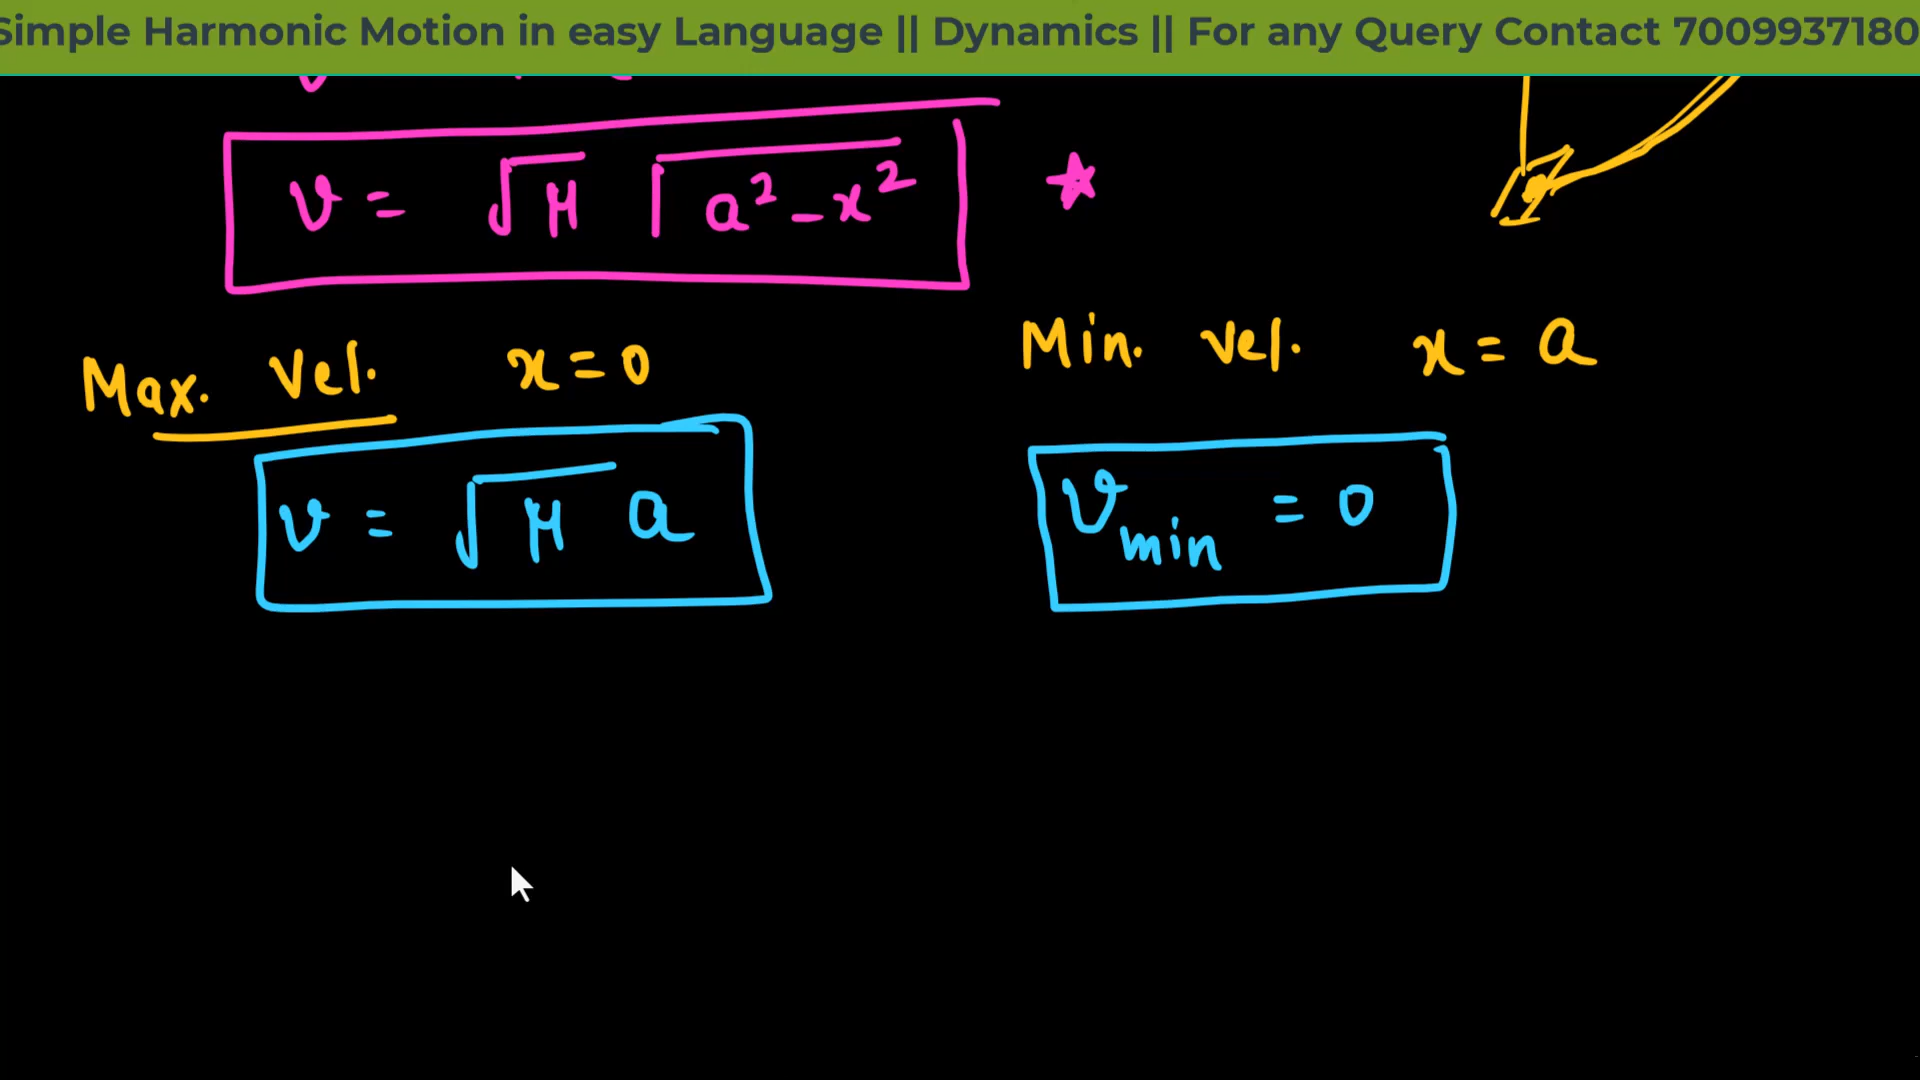 Simple Harmonic Motion in easy Language || Dynamics || For any Query Contact 7009937180
v = √μ √a²-x²
Max. Vel. x=0
Min. vel. x= a
v = √μ a
v min = 0